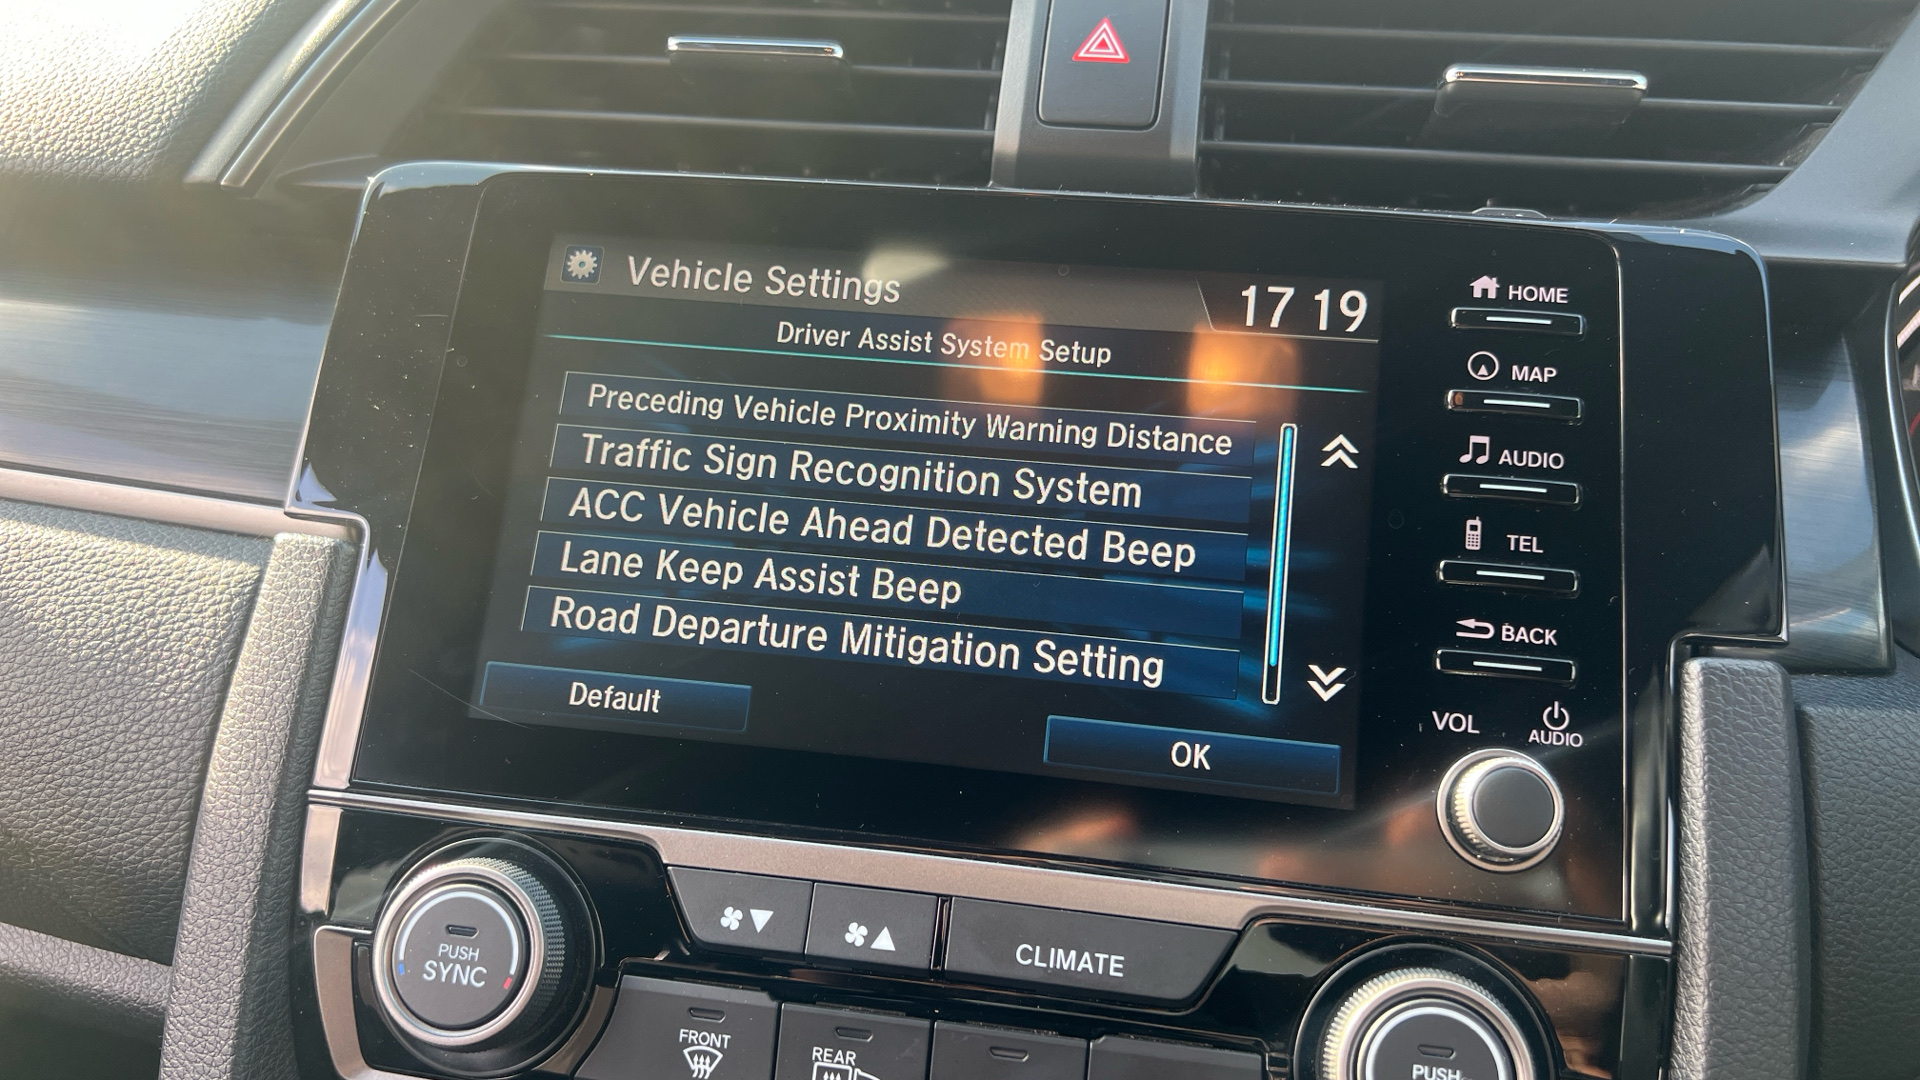 Vehicle Settings
17 19
Driver Assist System Setup
Preceding Vehicle Proximity Warning Distance
Traffic Sign Recognition System
ACC Vehicle Ahead Detected Beep
Lane Keep Assist Beep
Road Departure Mitigation Setting
Default
OK
HOME
MAP
AUDIO
TEL
BACK
VOL
AUDIO
PUSH
SYNC
CLIMATE
FRONT
REAR
PUSH